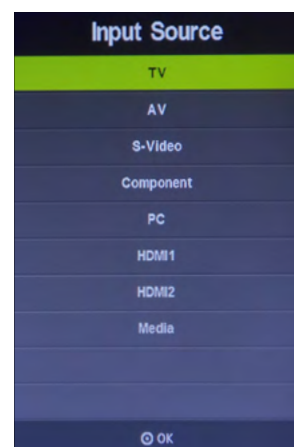 Input Source
TV
AV
S-Video
Component
PC
HDMI1
HDMI2
Media
OK